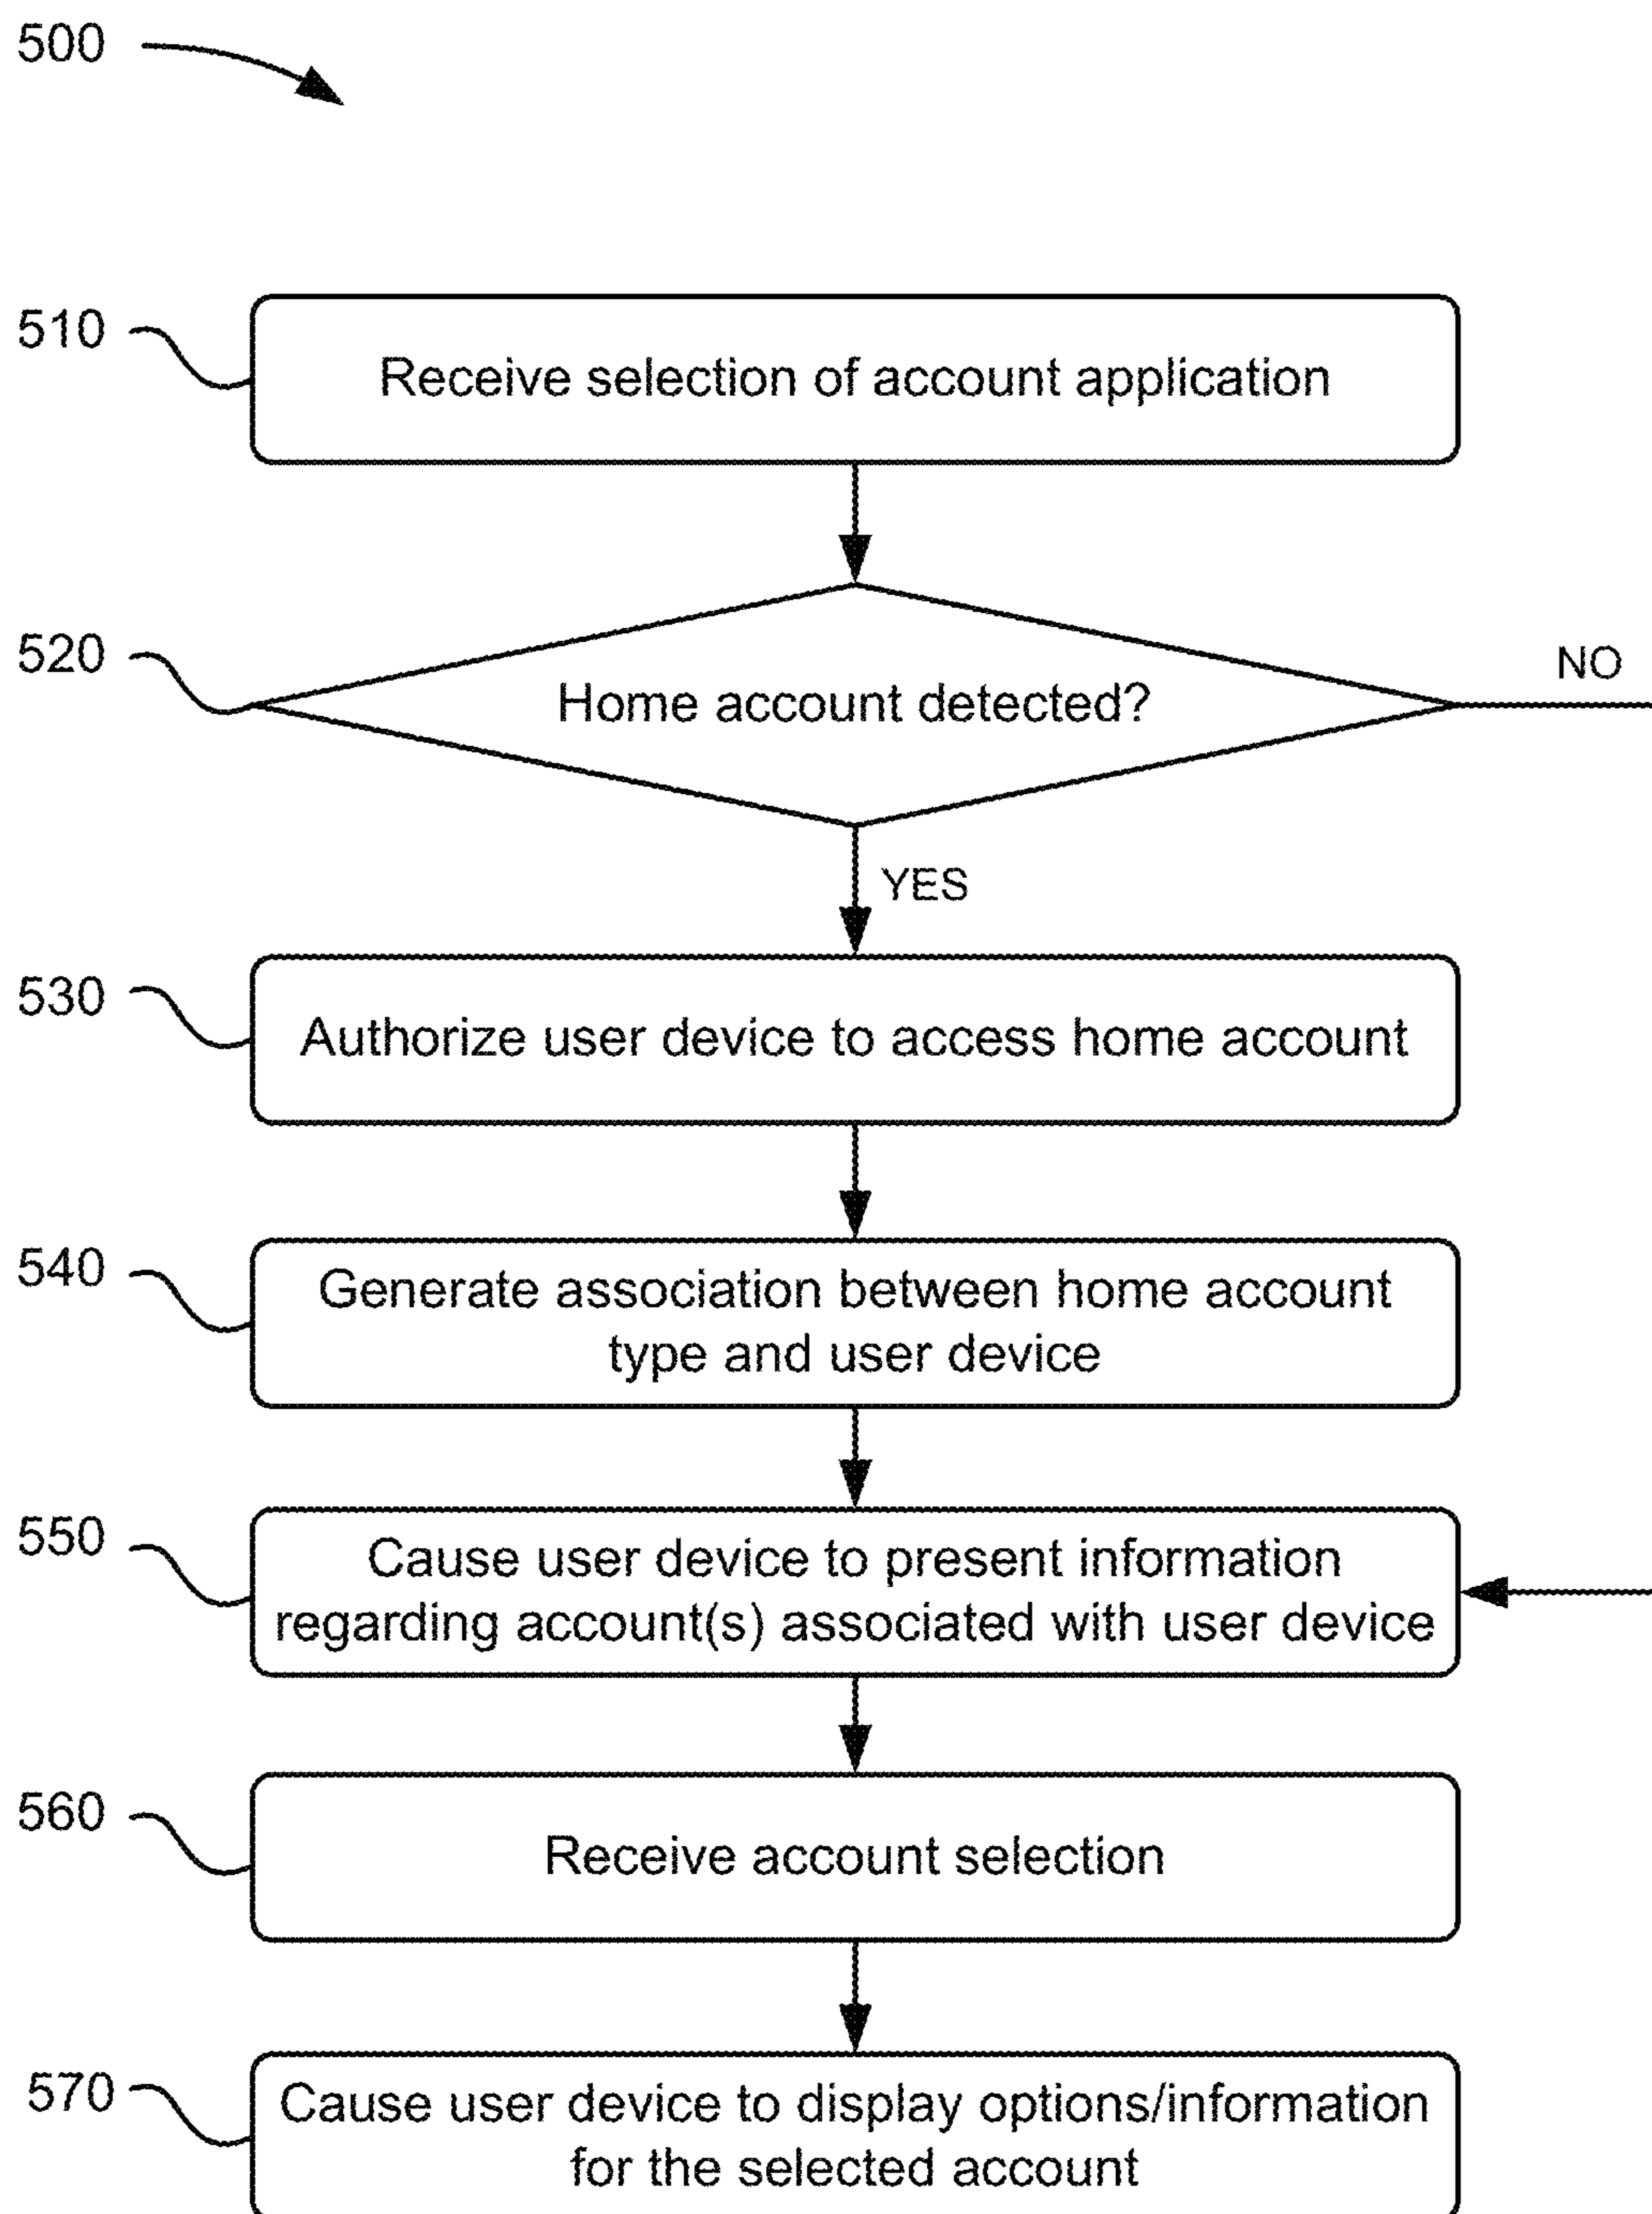 500
510
Receive selection of account application
520
Home account detected?
NO
YES
530
Authorize user device to access home account
540
Generate association between home account
type and user device
550
Cause user device to present information
regarding account(s) associated with user device
560
Receive account selection
570
Cause user device to display options/information
for the selected account